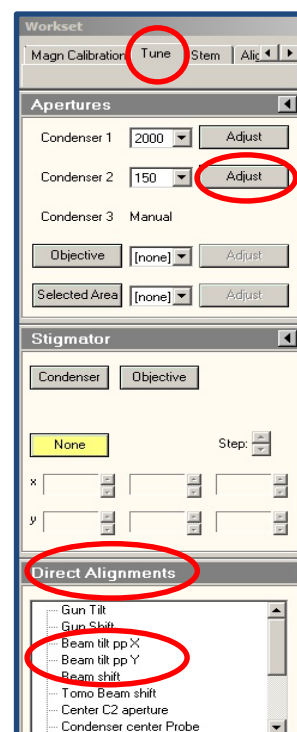 Workset
Magn Calibration Tune Stem
Apertures
Condenser 1 2000 Adjust
Condenser 2 150 Adjust
Condenser 3 Manual
Objective [none] Adjust
Selected Area [none] Adjust
Stigmator
Condenser Objective
None Step:
x
y
Direct Alignments
Gun Tilt
Gun Shift
Beam tilt pp X
Beam tilt pp Y
Beam shift
Tomo Beam shift
Center C2 aperture
Condenser center Probe